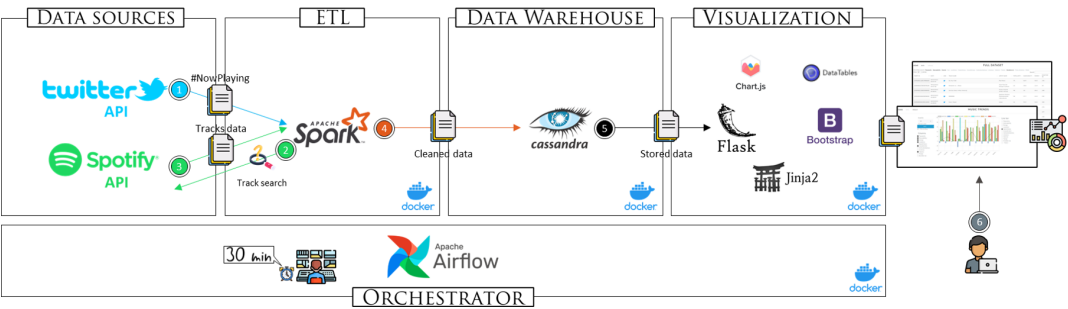 DATA SOURCES
ETL
DATA WAREHOUSE
VISUALIZATION
twitter
API
1
#NowPlaying
Tracks data
Spotify
API
3
2
Track search
APACHE
Spark
4
Cleaned data
docker
cassandra
5
Stored data
docker
Chart.js
DataTables
Flask
B
Bootstrap
Jinja2
docker
6
30 min.
Apache
Airflow
docker
ORCHESTRATOR